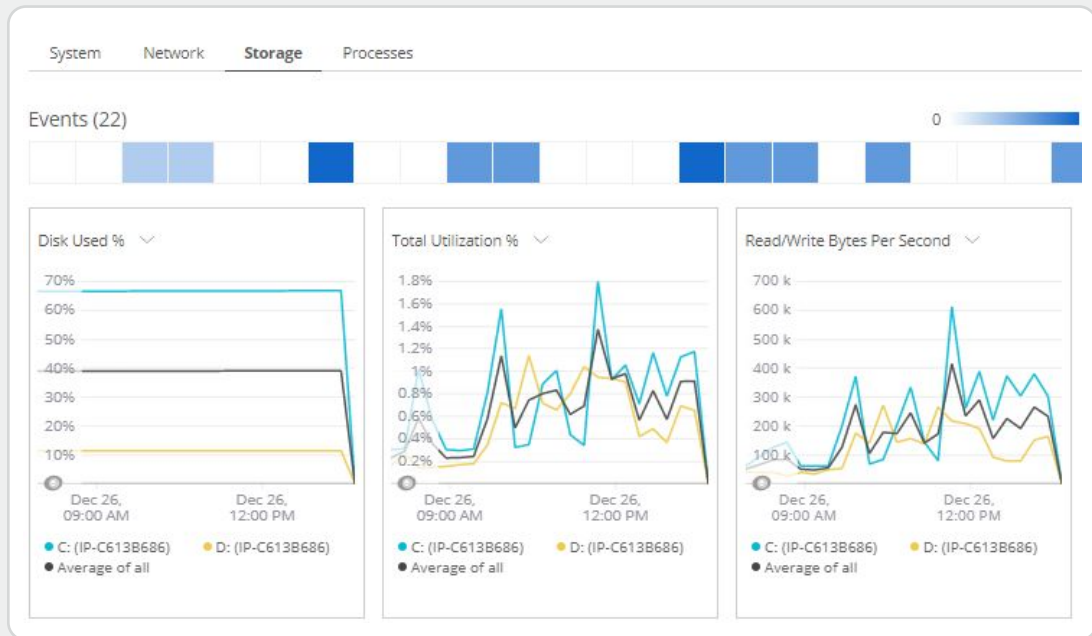 System Network Storage Processes
Events (22)
0
Disk Used %
70%
60%
50%
40%
30%
20%
10%
Dec 26,
09:00 AM
Dec 26,
12:00 PM
C: (IP-C613B686) D: (IP-C613B686)
Average of all
Total Utilization %
1.8%
1.6%
1.4%
1.2%
1%
0.8%
0.6%
0.4%
0.2%
Dec 26,
09:00 AM
Dec 26,
12:00 PM
C: (IP-C613B686) D: (IP-C613B686)
Average of all
Read/Write Bytes Per Second
700 k
600 k
500 k
400 k
300 k
200 k
100 k
Dec 26,
09:00 AM
Dec 26,
12:00 PM
C: (IP-C613B686) D: (IP-C613B686)
Average of all